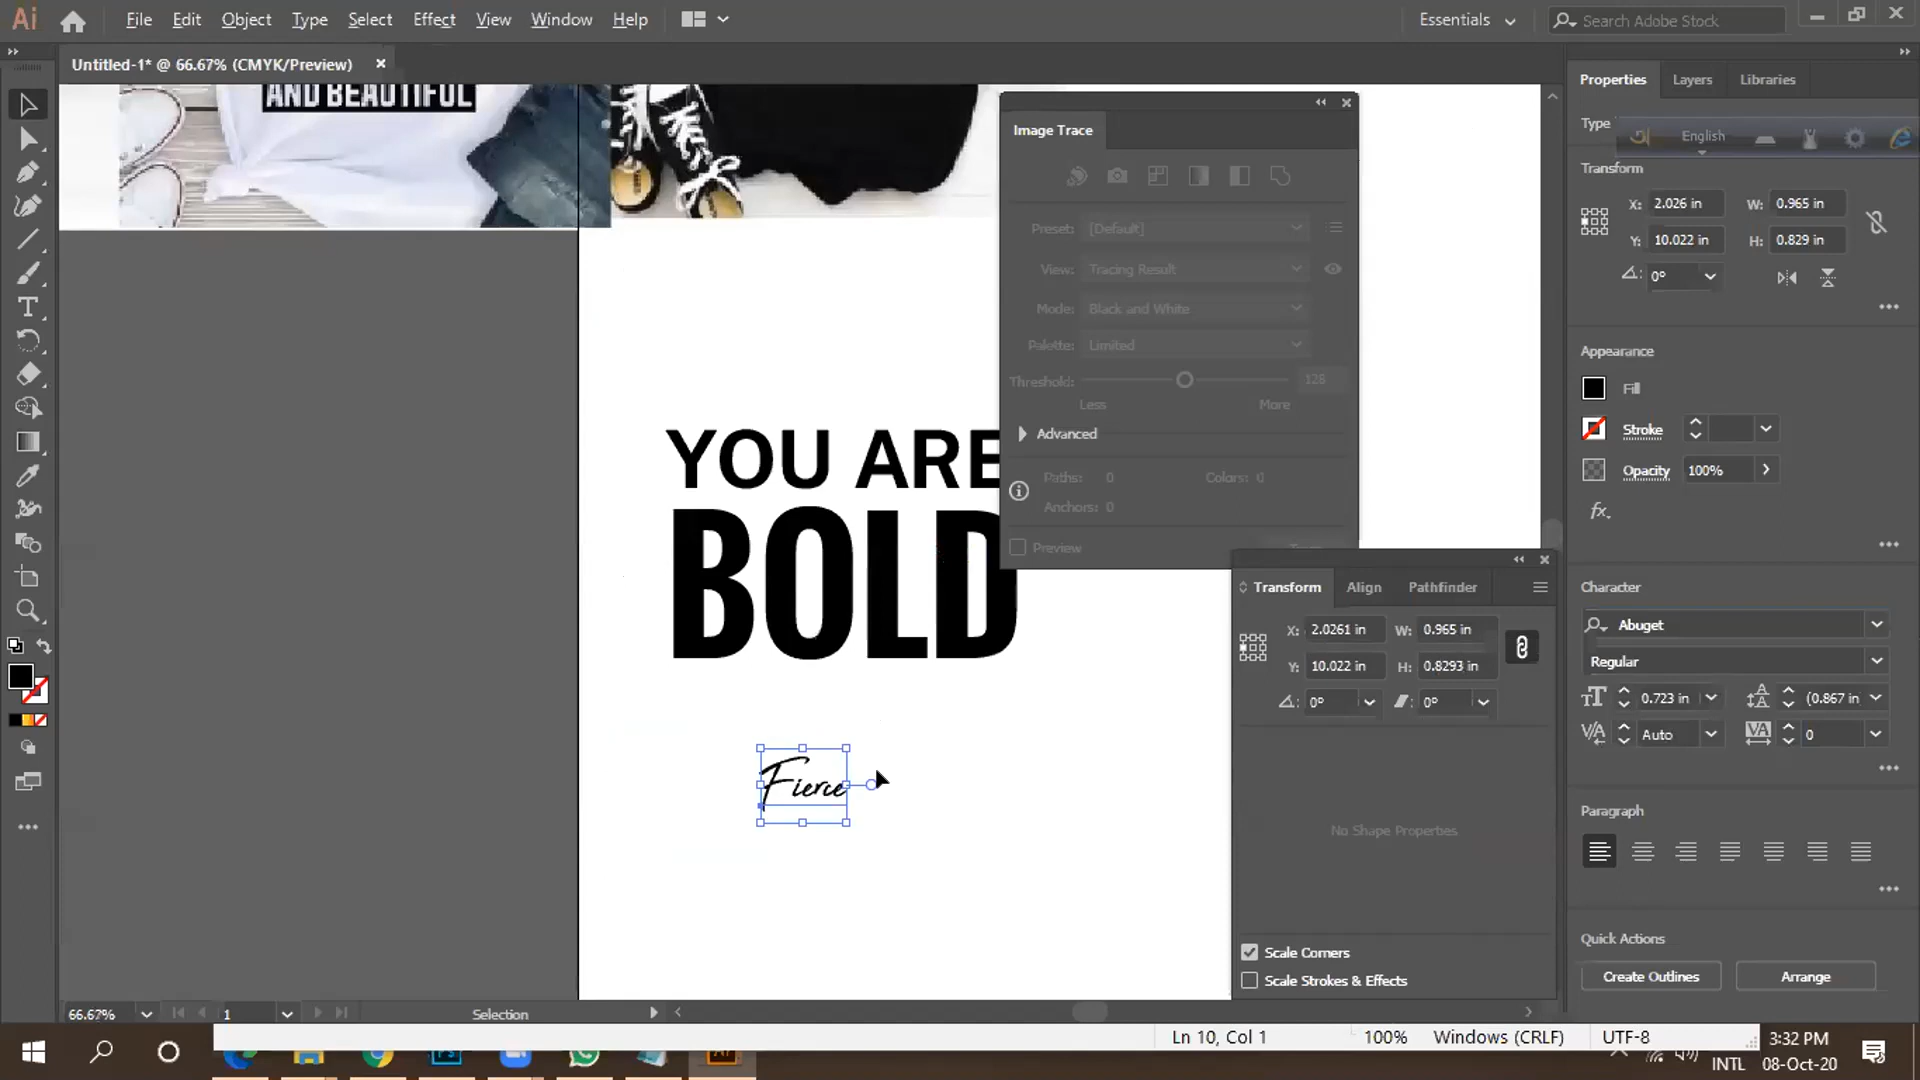 Ai File Edit Object Type Select Effect View Window Help Essentials Search Adobe Stock
Untitled-1* @ 66.67% (CMYK/Preview)
AND BEAUTIFUL
YOU ARE
BOLD
Fierce
Image Trace
Preset: [Default]
View: Tracing Result
Mode: Black and White
Palette: Limited
Threshold: 128
Less More
Advanced
Paths: 0 Colors: 0
Anchors: 0
Preview
Transform Align Pathfinder
X: 2.0261 in W: 0.965 in
Y: 10.022 in H: 0.8293 in
0° 0°
No Shape Properties
Scale Corners
Scale Strokes & Effects
Properties Layers Libraries
Type
English
Transform
X: 2.026 in W: 0.965 in
Y: 10.022 in H: 0.829 in
0°
Appearance
Fill
Stroke
Opacity 100%
fx.
Character
Abuget
Regular
0.723 in (0.867 in
Auto 0
Paragraph
Quick Actions
Create Outlines Arrange
66.67% 1 Selection
Ln 10, Col 1 100% Windows (CRLF) UTF-8
3:32 PM
INTL 08-Oct-20